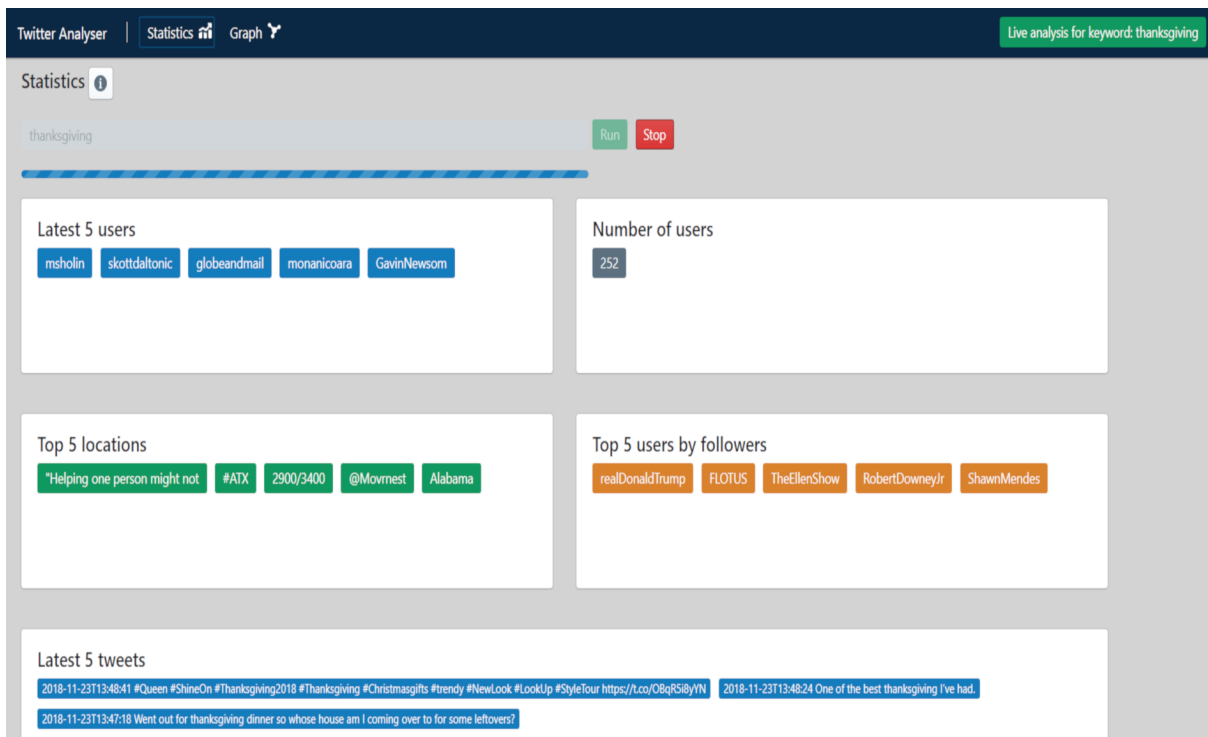 Twitter Analyser Statistics Graph Live analysis for keyword: thanksgiving
Statistics
thanksgiving Run Stop
Latest 5 users
msholin skottdaltonic globeandmail monanicoara GavinNewsom
Number of users
252
Top 5 locations
"Helping one person might not #ATX 2900/3400 @Movrnest Alabama
Top 5 users by followers
realDonaldTrump FLOTUS TheEllenShow RobertDowneyJr ShawnMendes
Latest 5 tweets
2018-11-23T13:48:41 #Queen #ShineOn #Thanksgiving2018 #Thanksgiving #Christmasgifts #trendy #NewLook #LookUp #StyleTour https://t.co/OBqR5i8yYN 2018-11-23T13:48:24 One of the best thanksgiving I've had.
2018-11-23T13:47:18 Went out for thanksgiving dinner so whose house am I coming over to for some leftovers?